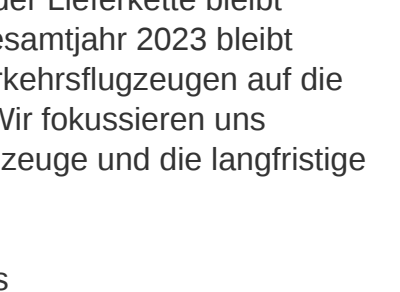 der Lieferkette bleibt
esamtjahr 2023 bleibt
rkehrsflugzeugen auf die
Wir fokussieren uns
zeuge und die langfristige
s